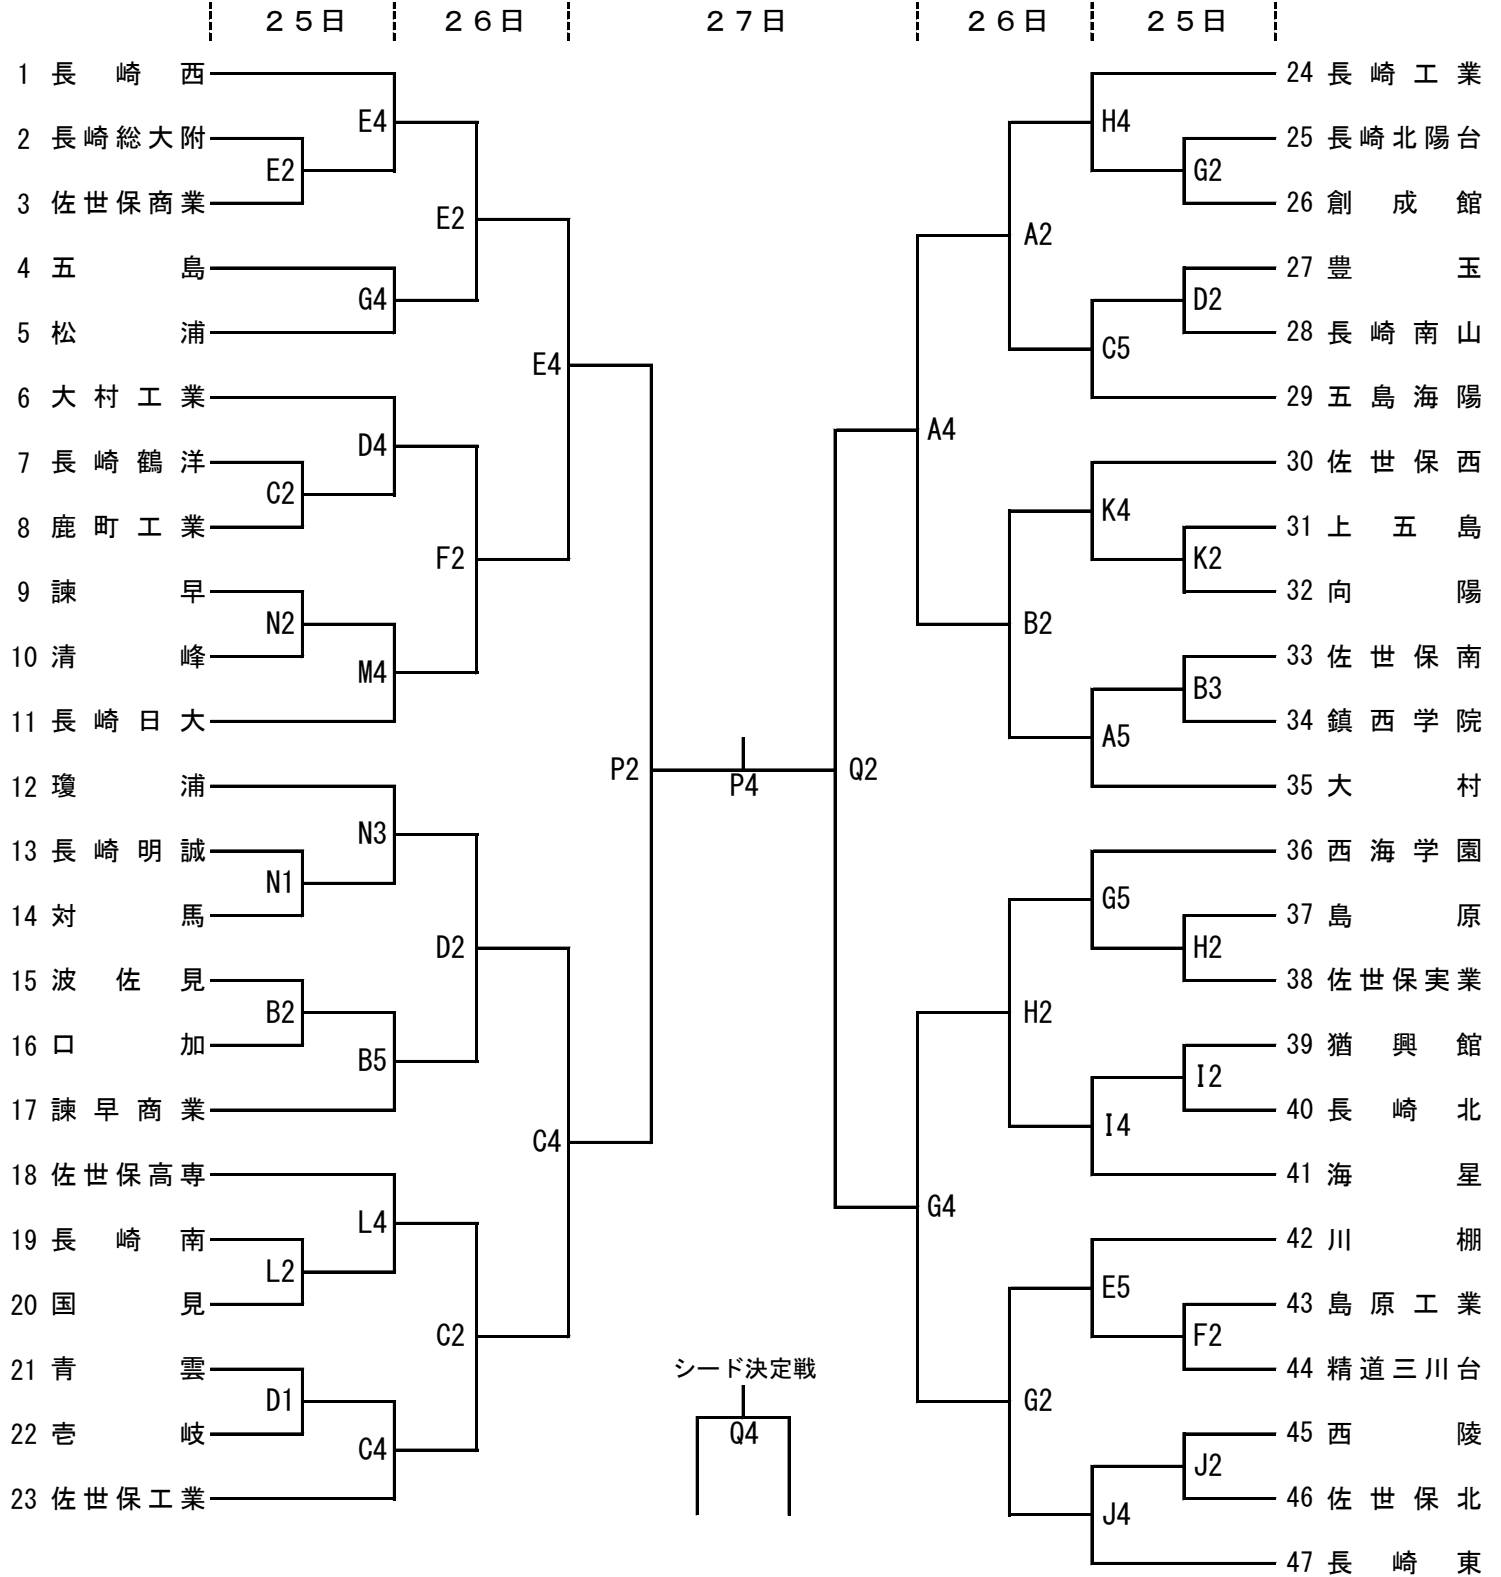 ２５日 ２６日 ２７日 ２６日 ２５日
1 長崎西
E4
2 長崎総大附
E2
3 佐世保商業
E2
4 五島
G4
5 松浦
E4
6 大村工業
D4
7 長崎鶴洋
C2
8 鹿町工業
F2
9 諫早
N2
10 清峰
M4
11 長崎日大
P2
12 瓊浦
N3
13 長崎明誠
N1
14 対馬
D2
15 波佐見
B2
16 口加
B5
17 諫早商業
C4
18 佐世保高専
L4
19 長崎南
L2
20 国見
C2
21 青雲
D1
22 壱岐
C4
23 佐世保工業
P4
シード決定戦
Q4
24 長崎工業
H4
25 長崎北陽台
G2
26 創成館
A2
27 豊玉
D2
28 長崎南山
C5
29 五島海陽
A4
30 佐世保西
K4
31 上五島
K2
32 向陽
B2
33 佐世保南
B3
34 鎮西学院
A5
35 大村
Q2
36 西海学園
G5
37 島原
H2
38 佐世保実業
H2
39 猶興館
I2
40 長崎北
I4
41 海星
G4
42 川棚
E5
43 島原工業
F2
44 精道三川台
G2
45 西陵
J2
46 佐世保北
J4
47 長崎東